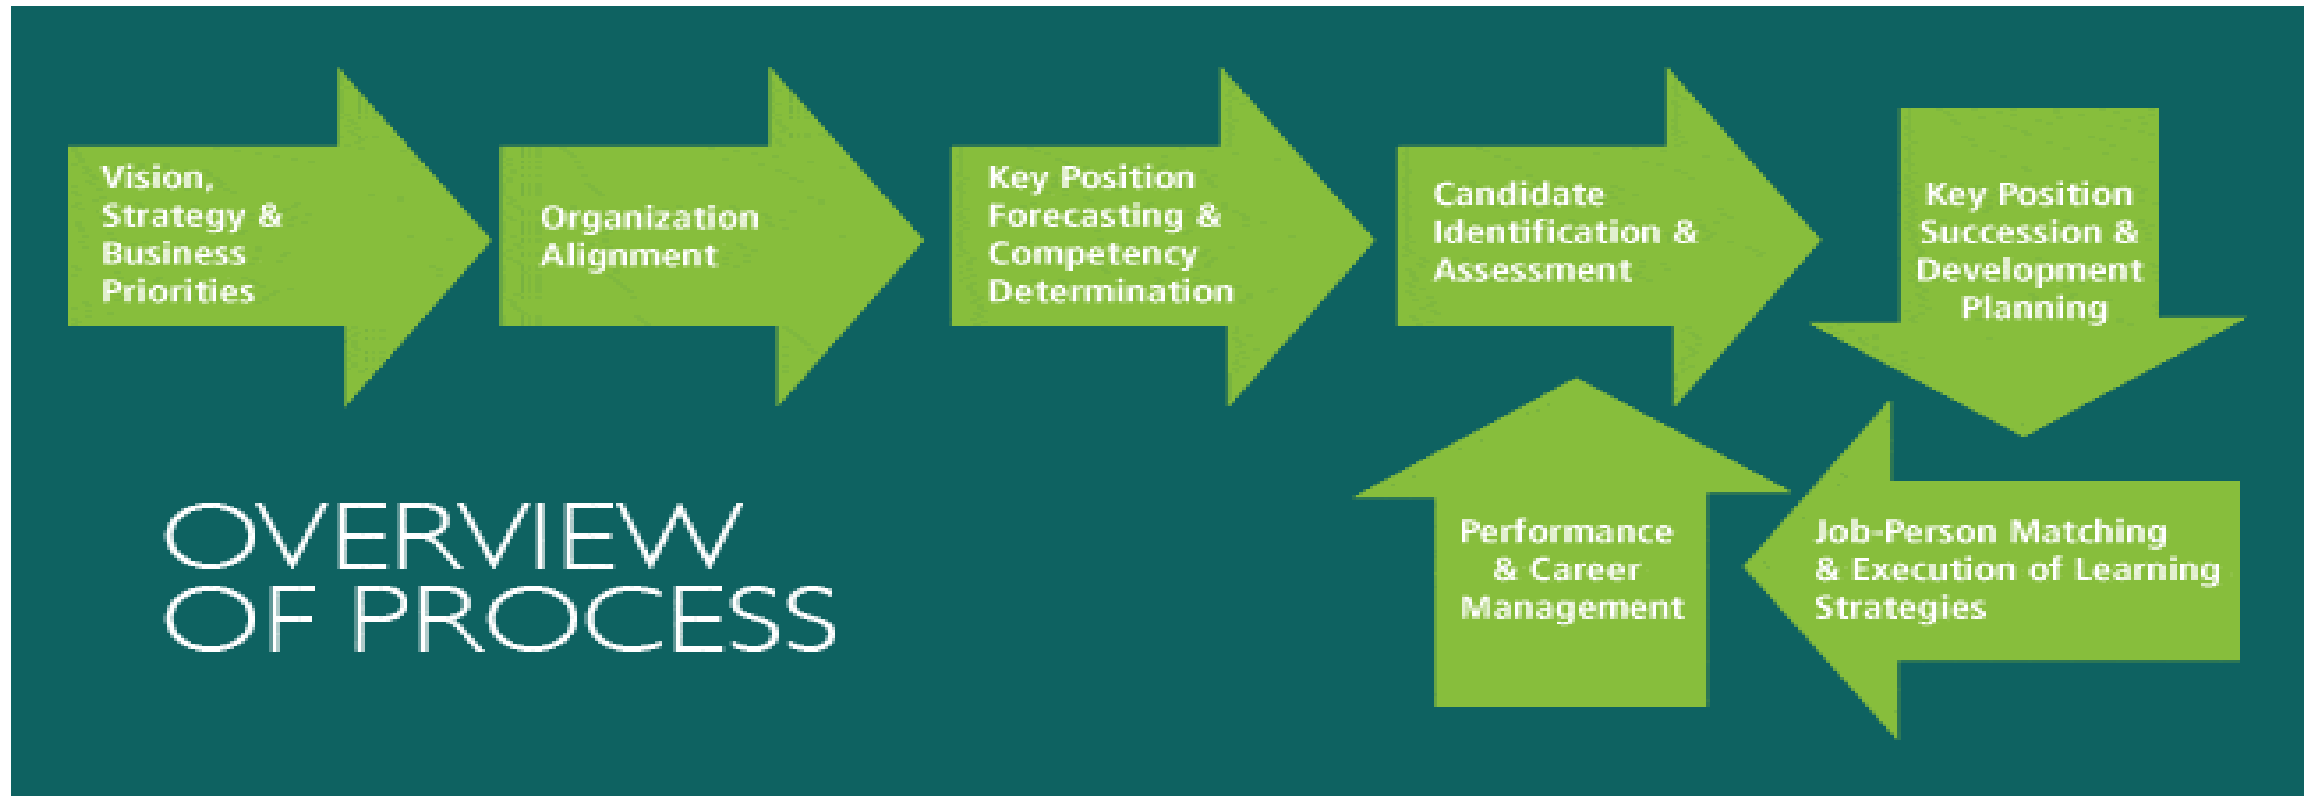 Vision,
Strategy &
Business
Priorities
Organization
Alignment
Key Position
Forecasting &
Competency
Determination
Candidate
Identification &
Assessment
Key Position
Succession &
Development
Planning
Job-Person Matching
& Execution of Learning
Strategies
Performance
& Career
Management
OVERVIEW
OF PROCESS